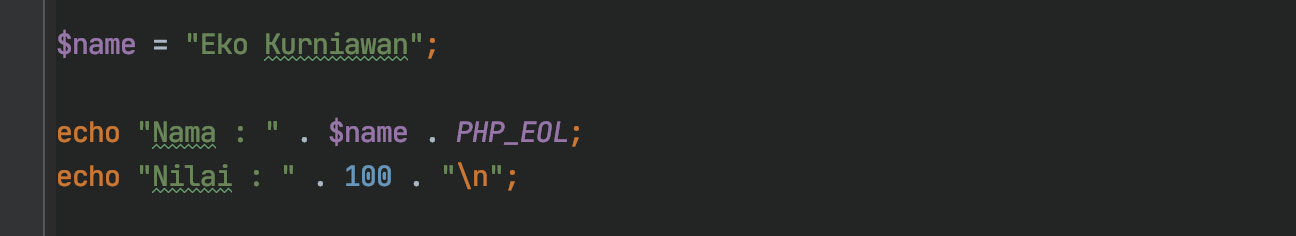 $name = "Eko Kurniawan";
echo "Nama : " . $name . PHP_EOL;
echo "Nilai : " . 100 . "\n";